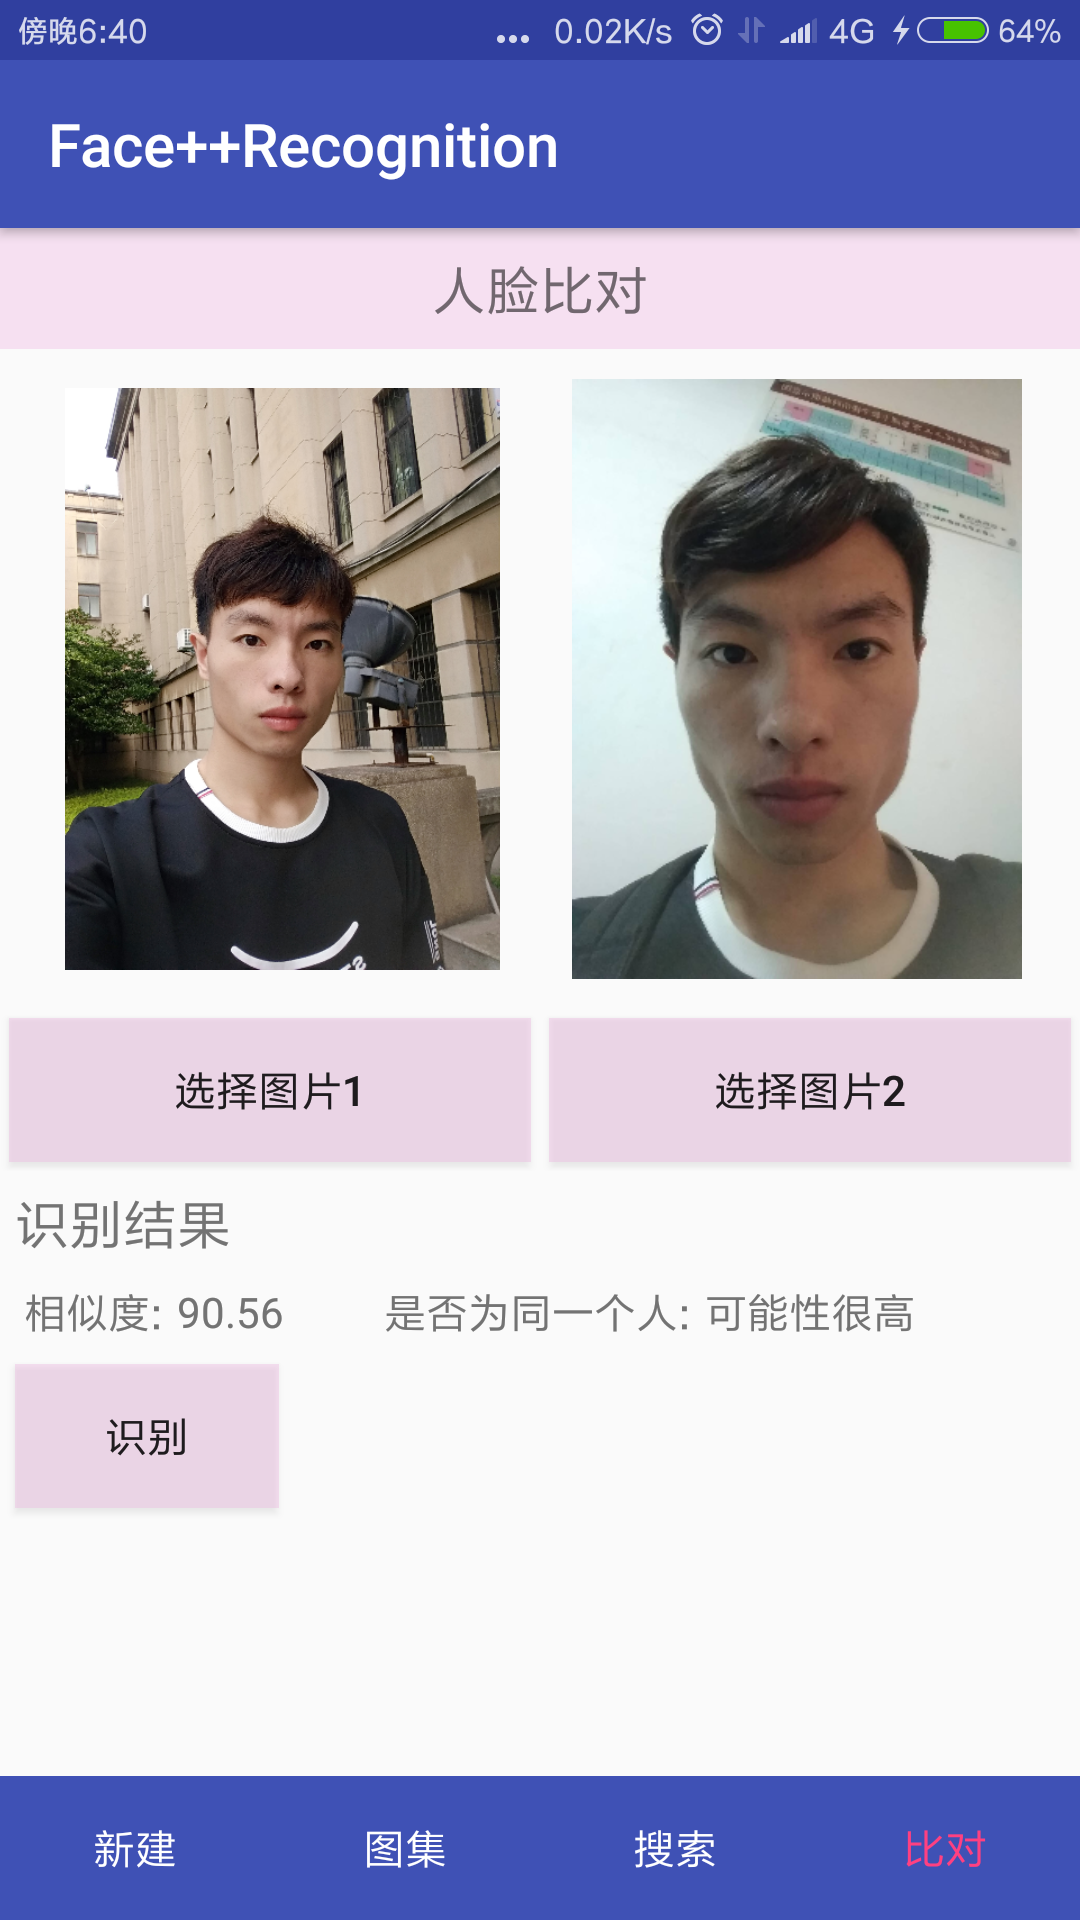 傍晚6:40 ... 0.02K/s 4G 64%
Face++Recognition
人脸比对
选择图片1 选择图片2
识别结果
相似度: 90.56 是否为同一个人: 可能性很高
识别
新建 图集 搜索 比对